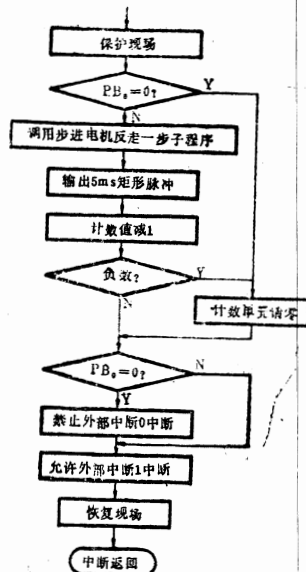 保护现场
PB₀=0?
Y
N
调用步进电机反走一步子程序
输出5ms矩形脉冲
计数值减1
负数?
Y
N
计数单元请零
PB₀=0?
N
Y
禁止外部中断0中断
允许外部中断1中断
恢复现场
中断返回